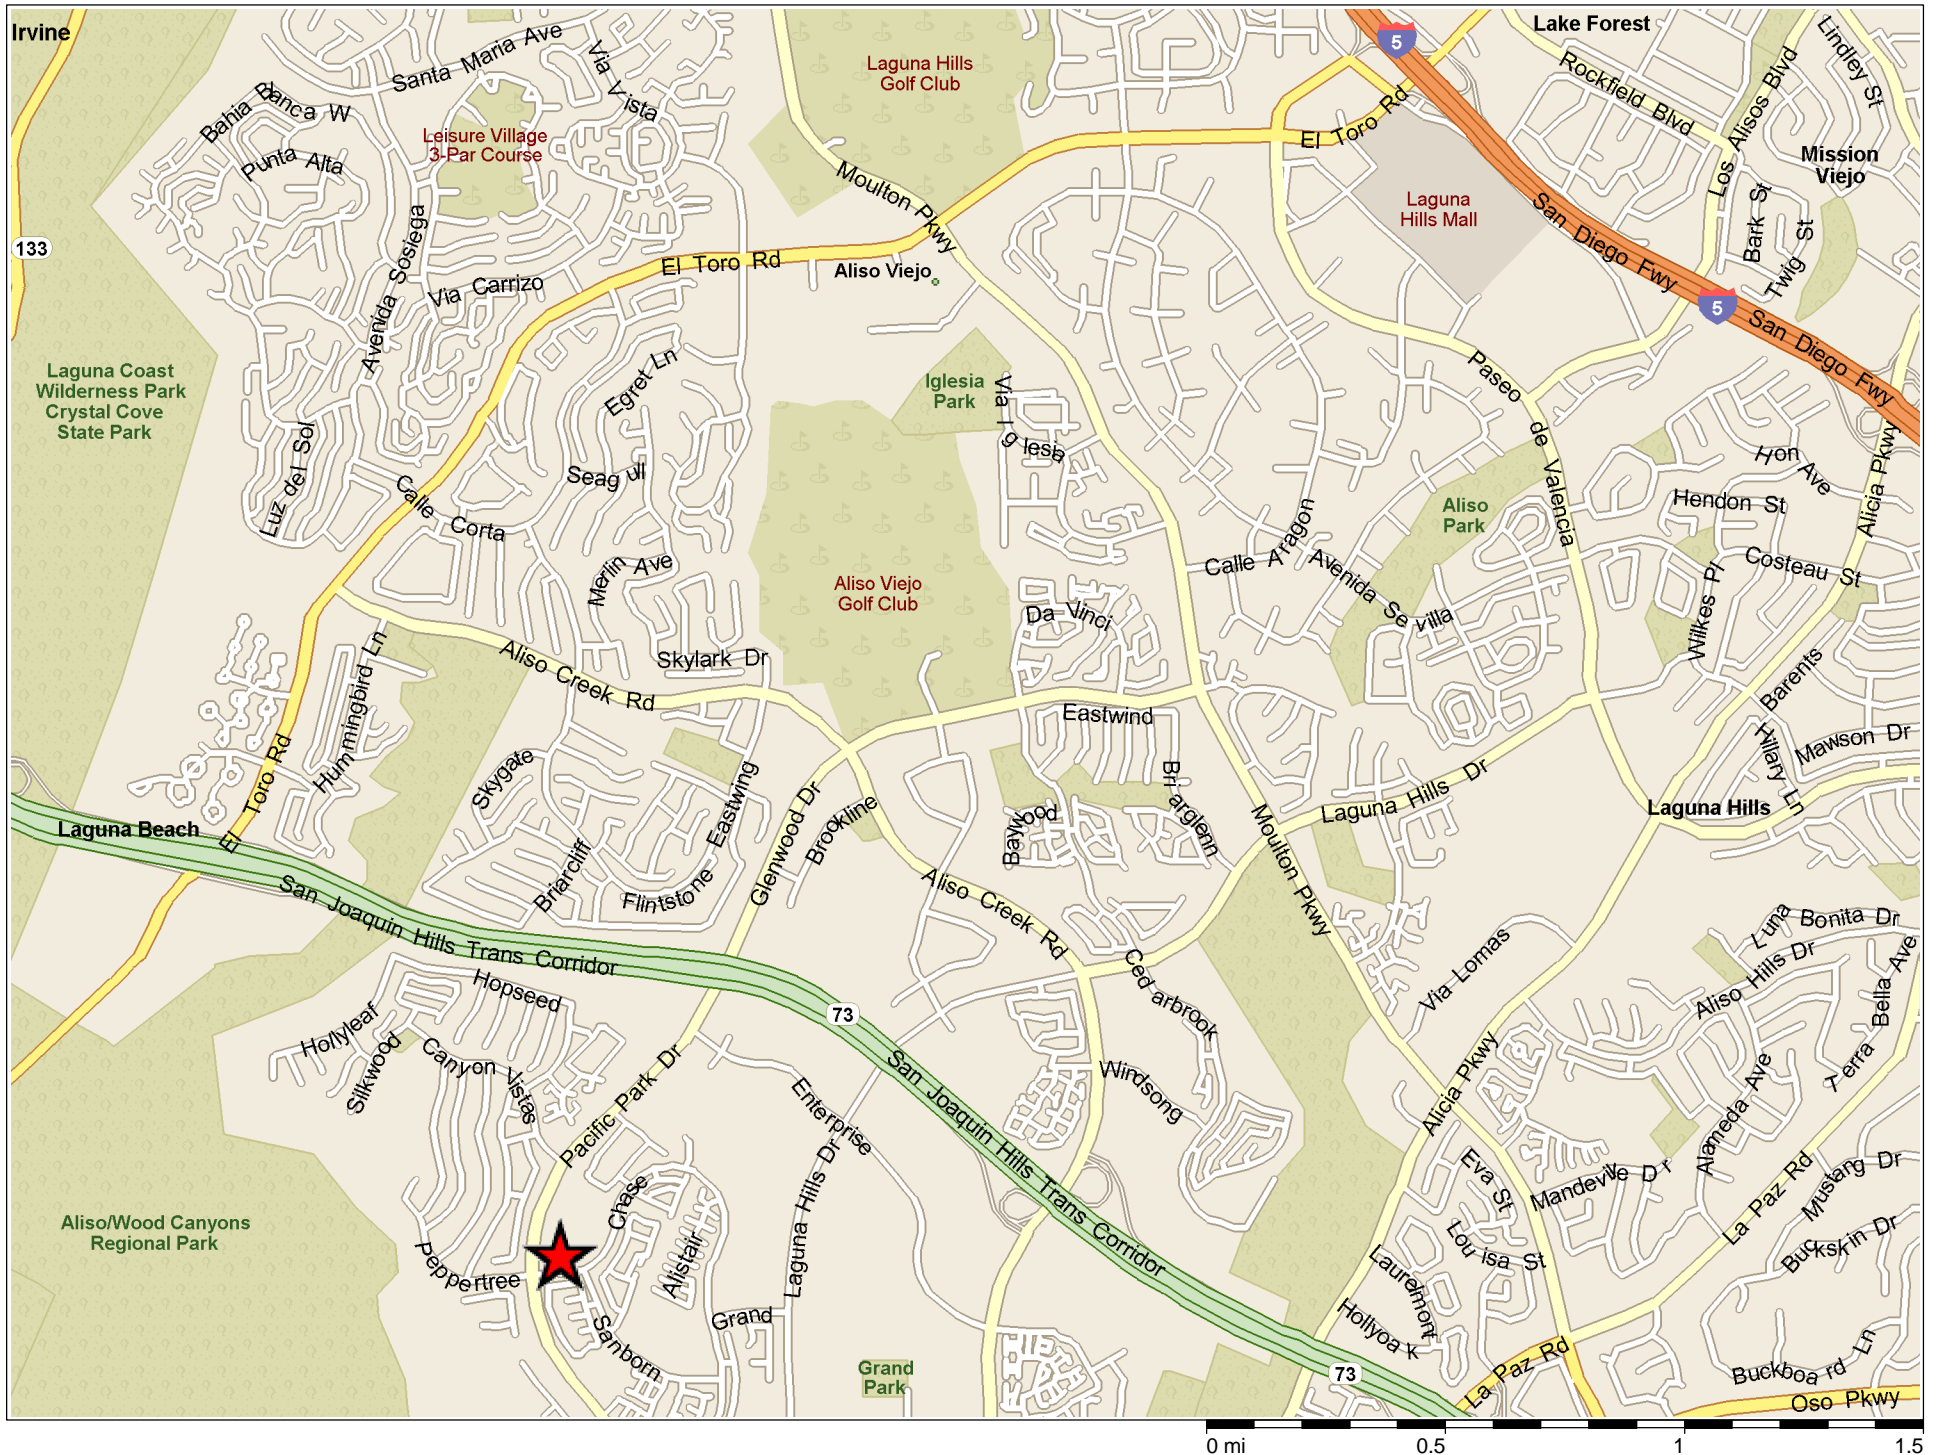 Irvine
Santa Maria Ave
Via Vista
Laguna Hills
Golf Club
5
Lake Forest
Rockfield Blvd
Los Alisos Blvd
Lindley St
Bahia Blanca W
Leisure Village
3-Par Course
Punta Alta
El Toro Rd
Mission
Viejo
Moulton Pkwy
Laguna
Hills Mall
Bark St
Twig St
San Diego Fwy
133
Avenida Sosiega
Via Carrizo
El Toro Rd
Aliso Viejo
5
San Diego Fwy
Laguna Coast
Wilderness Park
Crystal Cove
State Park
Egret Ln
Iglesia
Park
Via Iglesia
Paseo de Valencia
Luz del Sol
Calle Corta
Seagull
Aliso
Park
Hon Ave
Hendon St
Alicia Pkwy
Merlin Ave
Aliso Viejo
Golf Club
Calle Aragon
Avenida Sevilla
Costeau St
Wilkes Pl
Da Vinci
Hummingbird Ln
Aliso Creek Rd
Skylark Dr
Barents
Eastwind
El Toro Rd
Skygate
Eastwing
Glenwood Dr
Brookline
Briarglenn
Baywood
Laguna Hills Dr
Hillary Ln
Mawson Dr
Laguna Hills
Laguna Beach
Briarcliff
Flintstone
Moulton Pkwy
San Joaquin Hills Trans Corridor
Aliso Creek Rd
Luna Bonita Dr
Via Lomas
Aliso Hills Dr
Bella Ave
Hopseed
Cedarbrook
73
Hollyleaf
Silkwood
Canyon Vistas
Pacific Park Dr
Enterprise
San Joaquin Hills Trans Corridor
Windsong
Alicia Pkwy
Terra
Alameda Ave
Laguna Hills Dr
Eva St
Mandeville Dr
La Paz Rd
Mustang Dr
Aliso/Wood Canyons
Regional Park
Chase
Alistair
Peppertree
Louisa St
Buckskin Dr
Laurelmont
Hollyoak
Grand
Sanborn
Grand
Park
73
La Paz Rd
Buckboard Ln
Oso Pkwy
0 mi 0.5 1 1.5